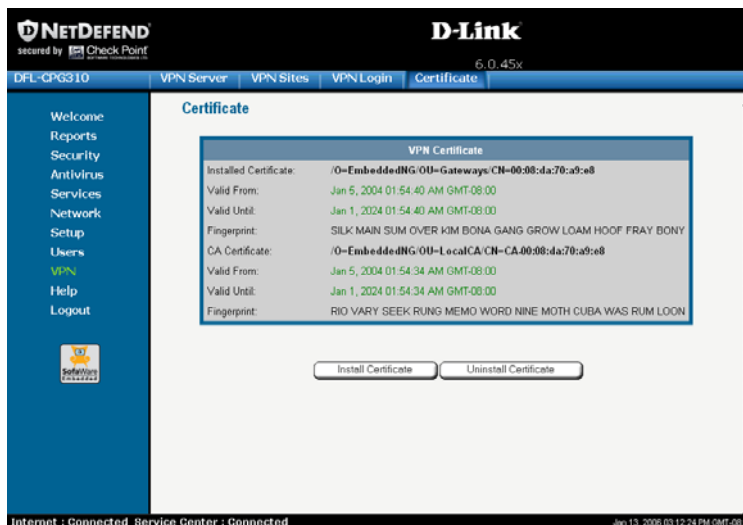 NETDEFEND
secured by Check Point
SOFTWARE TECHNOLOGIES LTD.
D-Link
6.0.45x
DFL-CPG310
VPN Server | VPN Sites | VPN Login | Certificate
Certificate
Welcome
Reports
Security
Antivirus
Services
Network
Setup
Users
VPN
Help
Logout
SofaWare
Embedded
VPN Certificate
Installed Certificate: /O=EmbeddedNG/OU=Gateways/CN=00:08:da:70:a9:e8
Valid From: Jan 5, 2004 01:54:40 AM GMT-08:00
Valid Until: Jan 1, 2024 01:54:40 AM GMT-08:00
Fingerprint: SILK MAIN SUM OVER KIM BONA GANG GROW LOAM HOOF FRAY BONY
CA Certificate: /O=EmbeddedNG/OU=LocalCA/CN=CA-00:08:da:70:a9:e8
Valid From: Jan 5, 2004 01:54:34 AM GMT-08:00
Valid Until: Jan 1, 2024 01:54:34 AM GMT-08:00
Fingerprint: RIO VARY SEEK RUNG MEMO WORD NINE MOTH CUBA WAS RUM LOON
Install Certificate
Uninstall Certificate
Internet : Connected Service Center : Connected
Jan 13, 2006 03:12:24 PM GMT-08